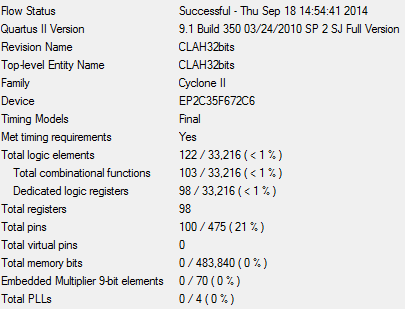 Flow Status Successful - Thu Sep 18 14:54:41 2014
Quartus II Version 9.1 Build 350 03/24/2010 SP 2 SJ Full Version
Revision Name CLAH32bits
Top-level Entity Name CLAH32bits
Family Cyclone II
Device EP2C35F672C6
Timing Models Final
Met timing requirements Yes
Total logic elements 122 / 33,216 ( < 1 % )
Total combinational functions 103 / 33,216 ( < 1 % )
Dedicated logic registers 98 / 33,216 ( < 1 % )
Total registers 98
Total pins 100 / 475 ( 21 % )
Total virtual pins 0
Total memory bits 0 / 483,840 ( 0 % )
Embedded Multiplier 9-bit elements 0 / 70 ( 0 % )
Total PLLs 0 / 4 ( 0 % )